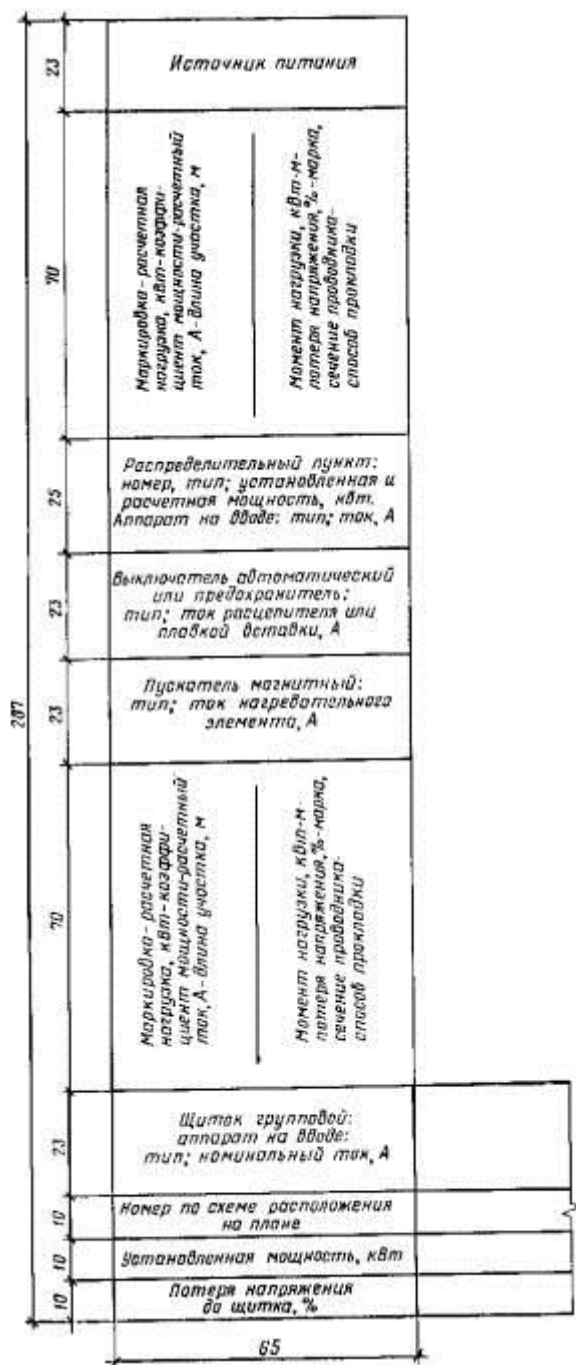 23
Источник питания
70
Маркировка-расчетная
нагрузка, квт-коэффи-
циент мощности-расчетный
ток, А-длина участка, м
Момент нагрузки, кВт-м-
потеря напряжения,%-марка,
сечение проводника-
способ прокладки
25
Распределительный пункт:
номер, тип; установленная и
расчетная мощность, квт.
Аппарат на вводе: тип; ток, А
23
Выключатель автоматический
или предохранитель;
тип; ток расцепителя или
плавкой вставки, А
287
23
Пускатель магнитный:
тип; ток нагревательного
элемента, А
70
Маркировка-расчетная
нагрузка, квт-коэффи-
циент мощности-расчетный
ток, А-длина участка, м
Момент нагрузки, кВт-м-
потеря напряжения,%-марка,
сечение проводника-
способ прокладки
23
Щиток групповой:
аппарат на вводе:
тип; номинальный ток, А
10
Номер по схеме расположения
на плане
10
Установленная мощность, квт
10
Потеря напряжения
до щитка, %
65